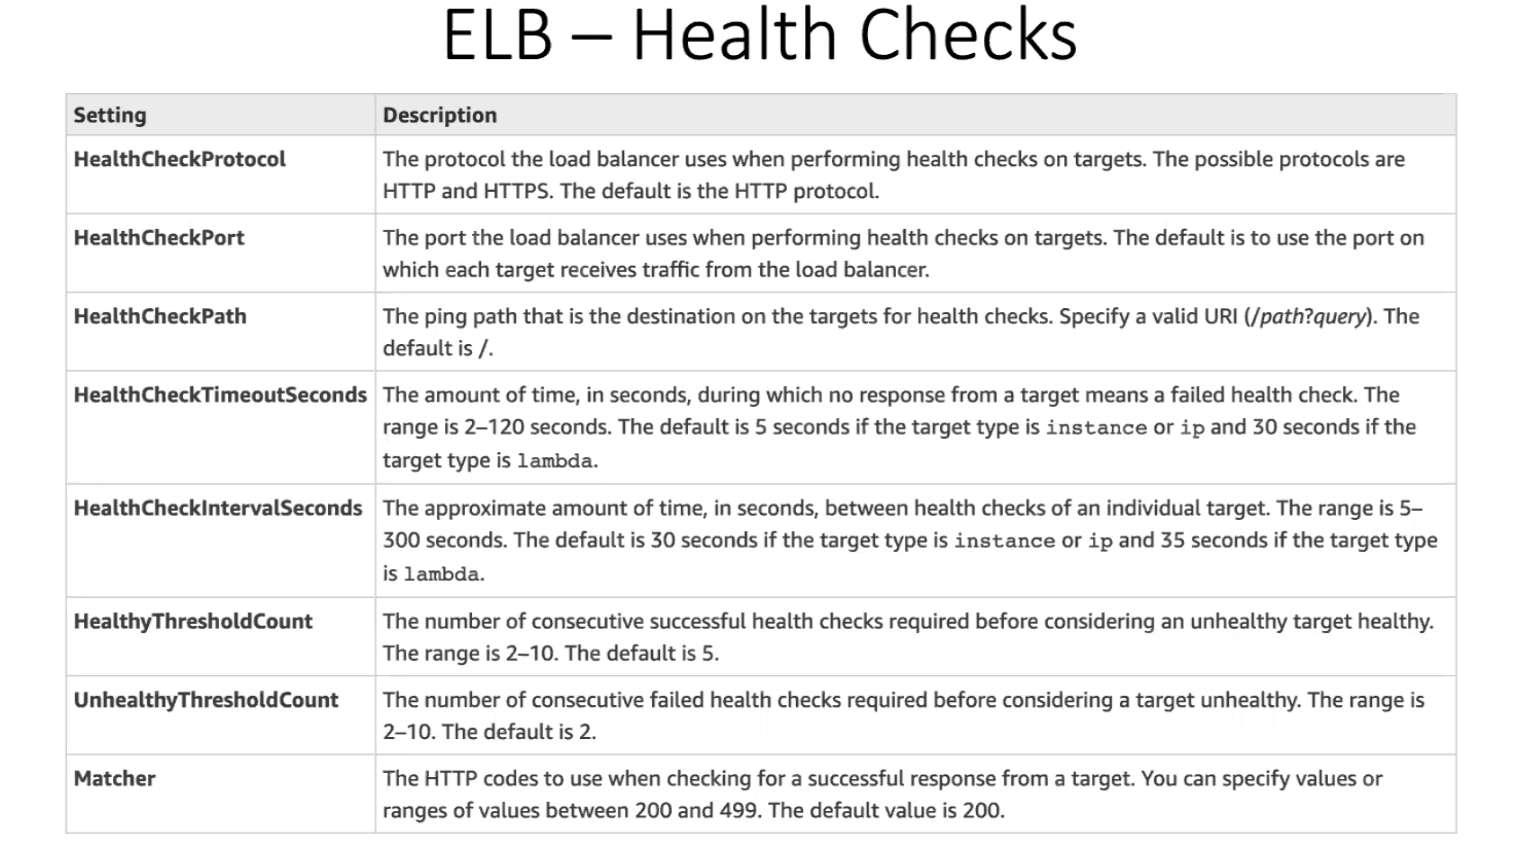 ELB – Health Checks
Setting Description
HealthCheckProtocol The protocol the load balancer uses when performing health checks on targets. The possible protocols are
HTTP and HTTPS. The default is the HTTP protocol.
HealthCheckPort The port the load balancer uses when performing health checks on targets. The default is to use the port on
which each target receives traffic from the load balancer.
HealthCheckPath The ping path that is the destination on the targets for health checks. Specify a valid URI (/path?query). The
default is /.
HealthCheckTimeoutSeconds The amount of time, in seconds, during which no response from a target means a failed health check. The
range is 2–120 seconds. The default is 5 seconds if the target type is instance or ip and 30 seconds if the
target type is lambda.
HealthCheckIntervalSeconds The approximate amount of time, in seconds, between health checks of an individual target. The range is 5–
300 seconds. The default is 30 seconds if the target type is instance or ip and 35 seconds if the target type
is lambda.
HealthyThresholdCount The number of consecutive successful health checks required before considering an unhealthy target healthy.
The range is 2–10. The default is 5.
UnhealthyThresholdCount The number of consecutive failed health checks required before considering a target unhealthy. The range is
2–10. The default is 2.
Matcher The HTTP codes to use when checking for a successful response from a target. You can specify values or
ranges of values between 200 and 499. The default value is 200.